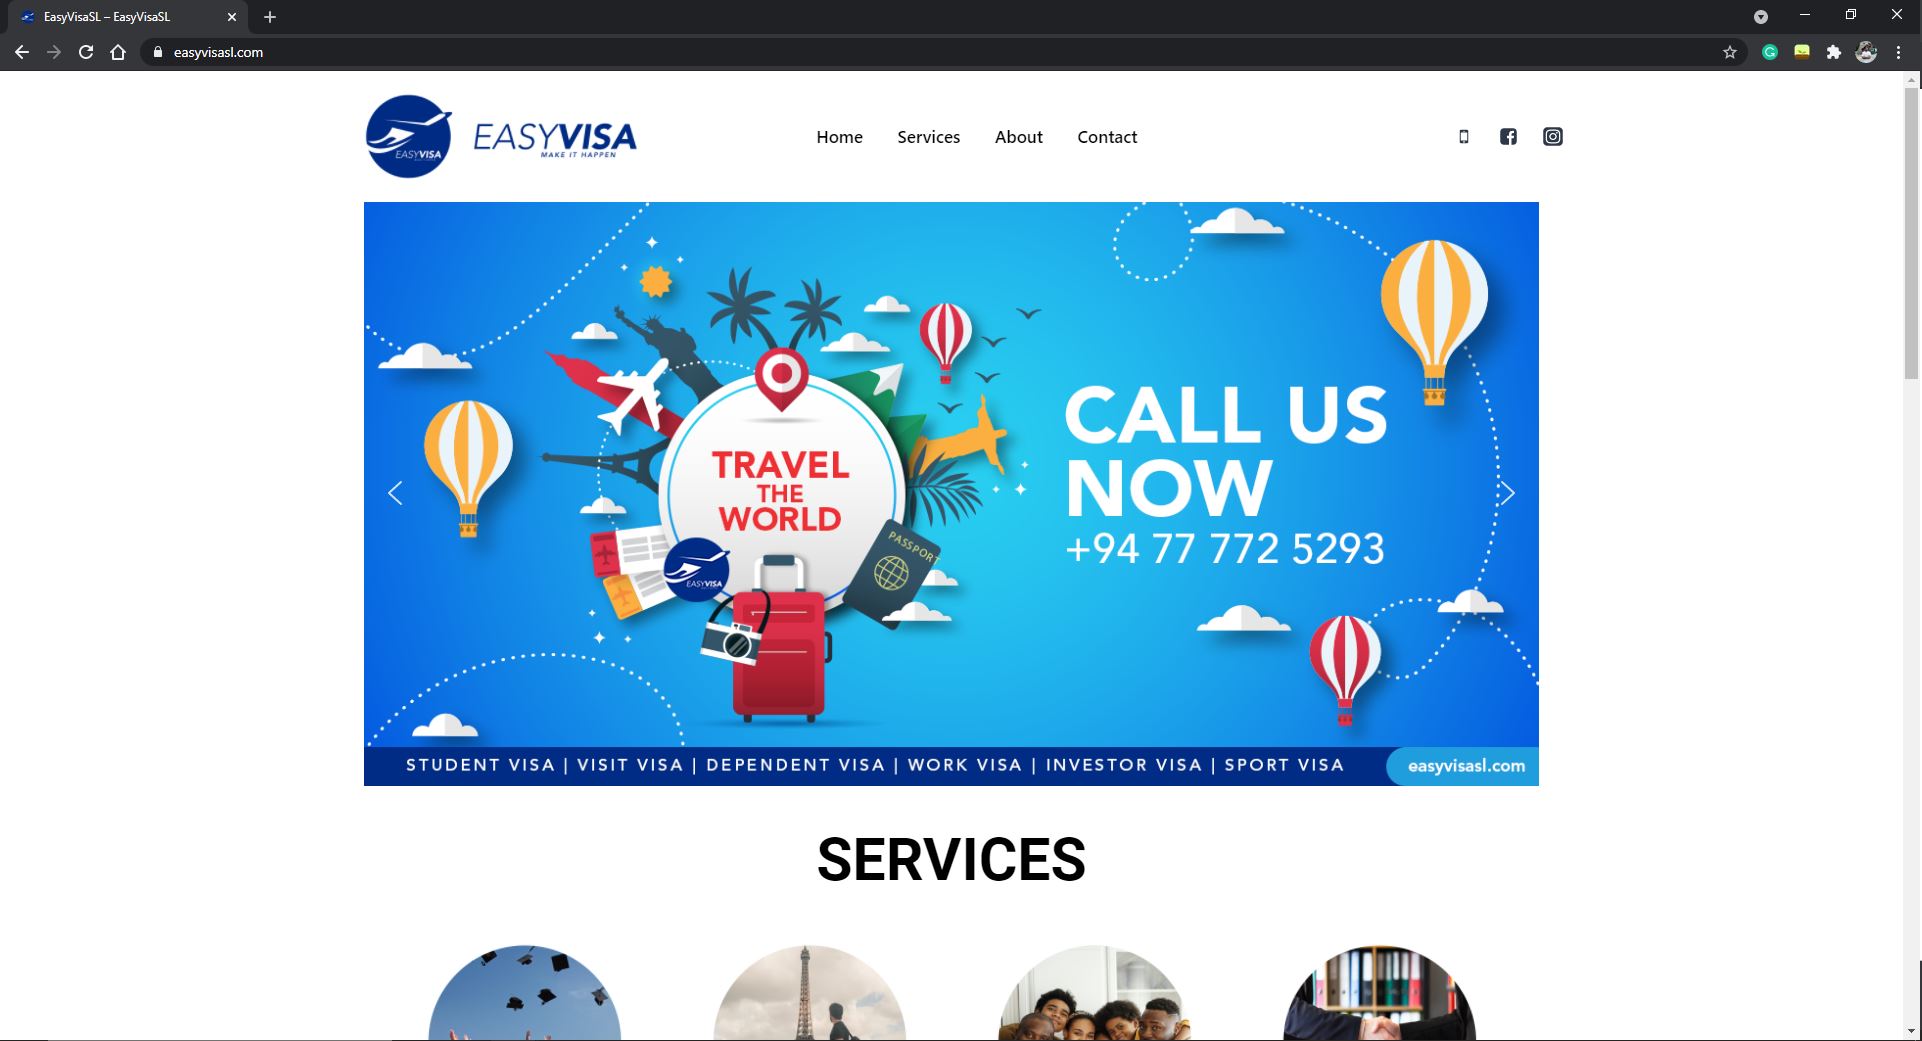 EasyVisaSL – EasyVisaSL
easyvisasl.com
EASYVISA
EASYVISA
MAKE IT HAPPEN
Home
Services
About
Contact
TRAVEL
THE
WORLD
EASYVISA
PASSPORT
CALL US
NOW
+94 77 772 5293
STUDENT VISA | VISIT VISA | DEPENDENT VISA | WORK VISA | INVESTOR VISA | SPORT VISA
easyvisasl.com
SERVICES